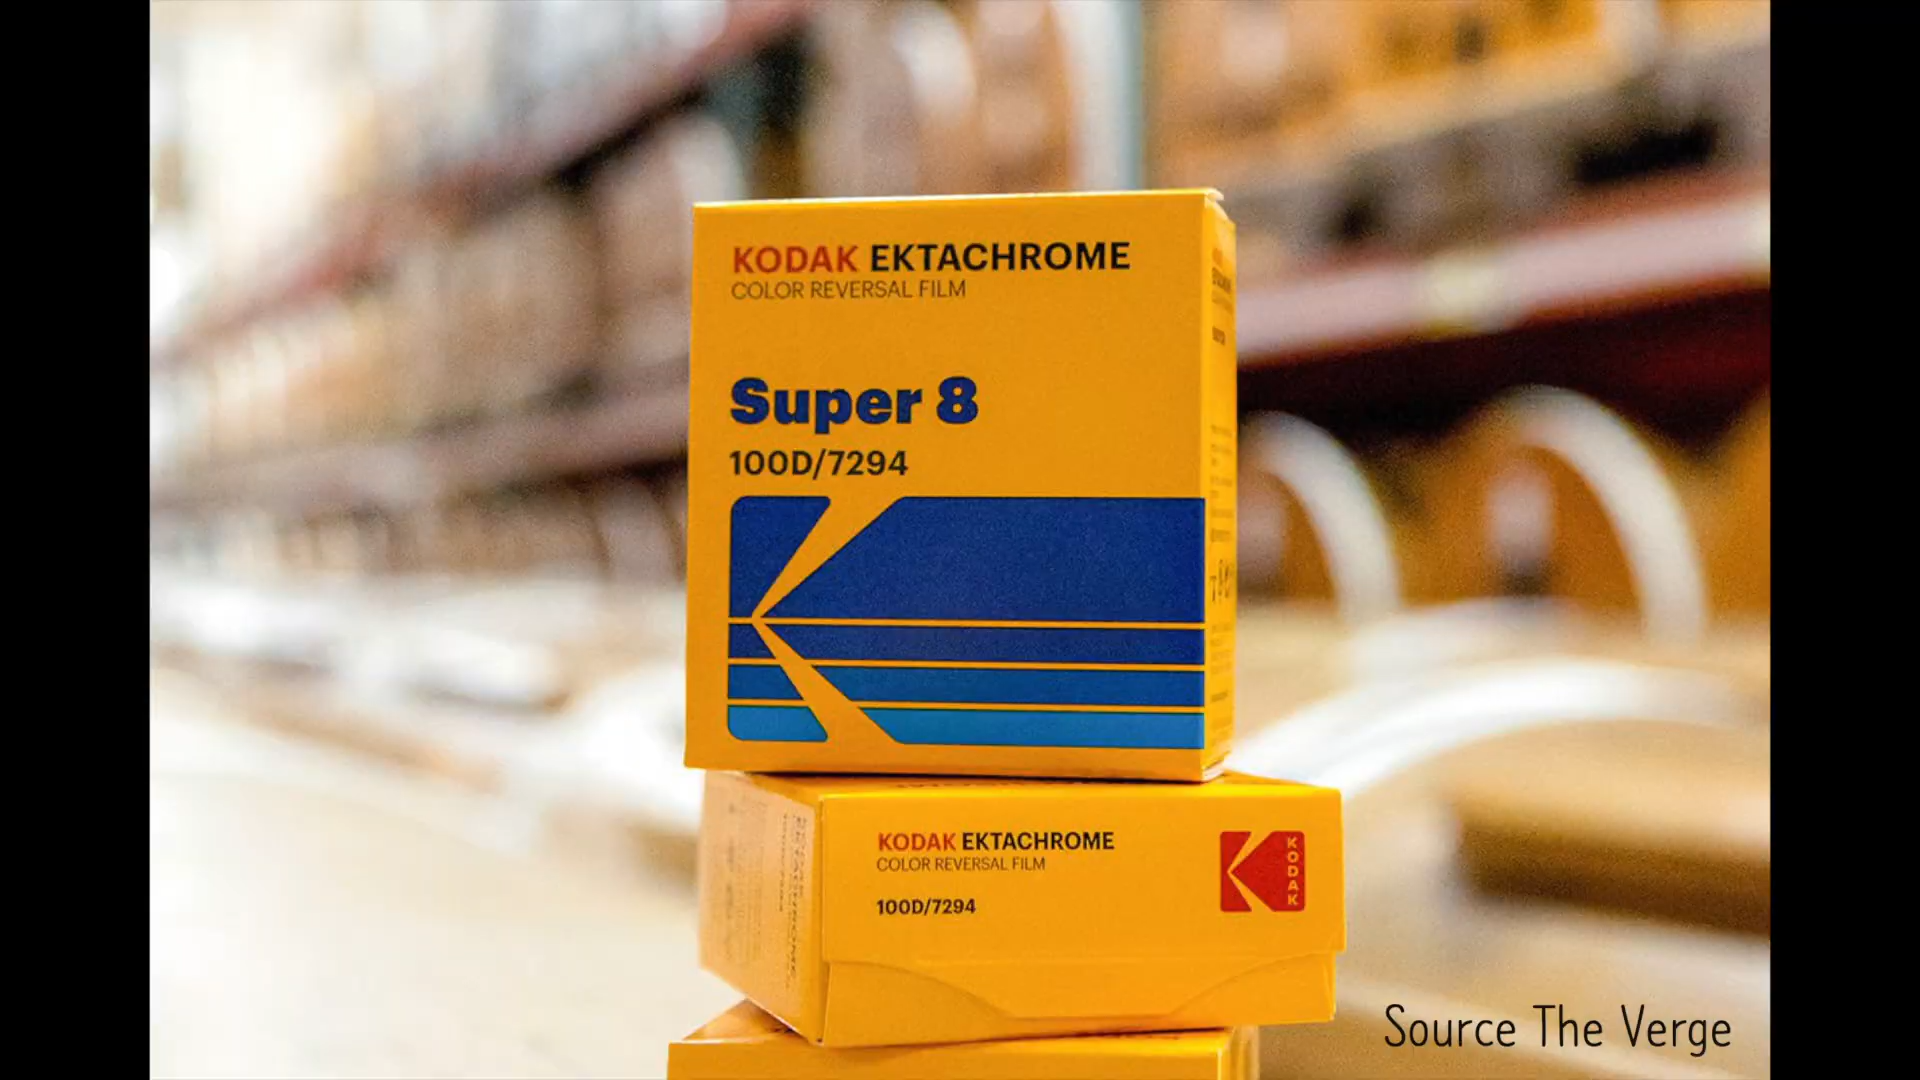 KODAK EKTACHROME
COLOR REVERSAL FILM
Super 8
100D/7294
KODAK EKTACHROME
COLOR REVERSAL FILM
100D/7294
KODAK
Source The Verge